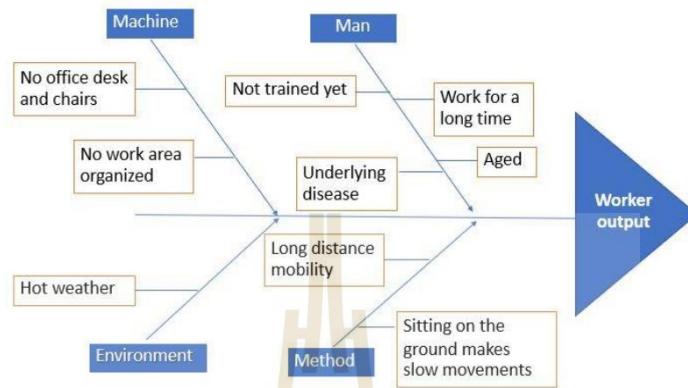 Machine
Man
No office desk
and chairs
Not trained yet
Work for a
long time
No work area
organized
Underlying
disease
Aged
Worker
output
Long distance
mobility
Hot weather
Sitting on the
ground makes
slow movements
Environment
Method